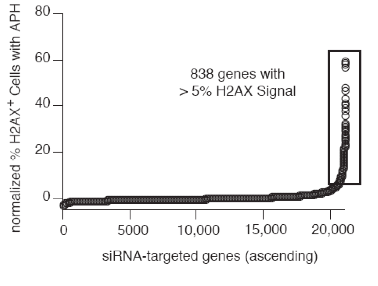 normalized % H2AX+ Cells with APH
80
60
40
20
0
838 genes with
> 5% H2AX Signal
0
5000
10,000
15,000
20,000
siRNA-targeted genes (ascending)